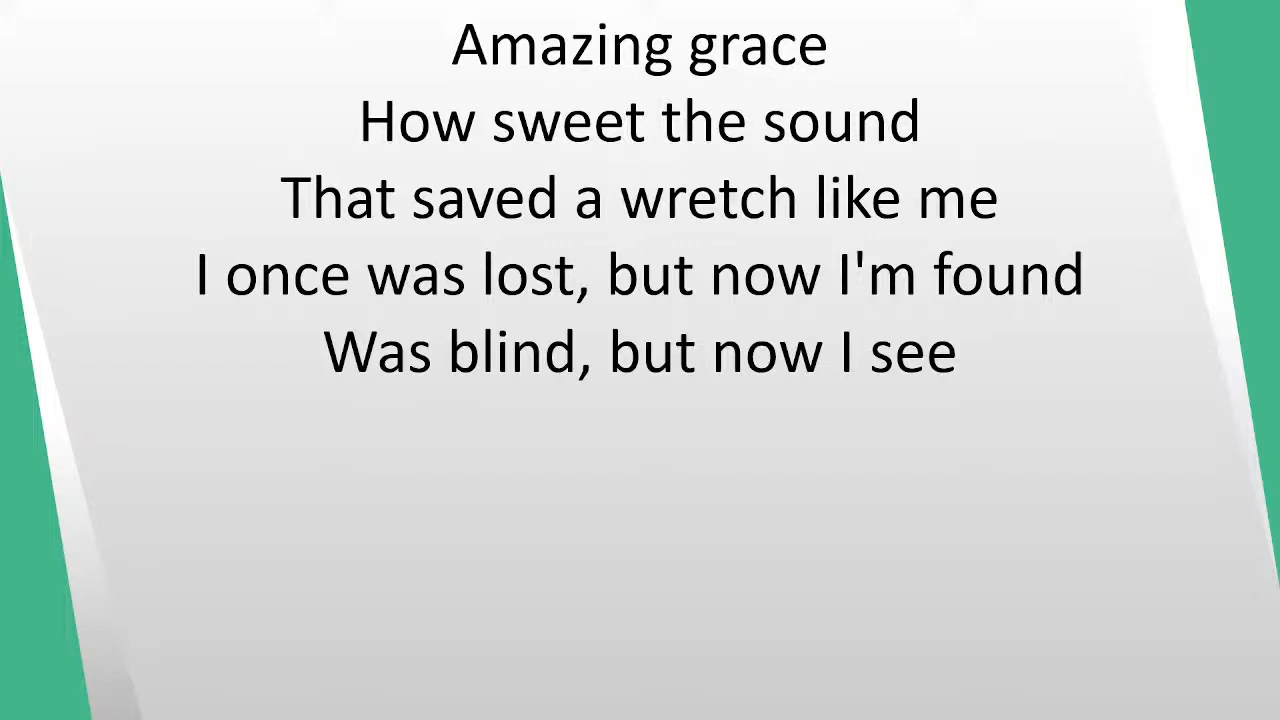 Amazing grace
How sweet the sound
That saved a wretch like me
I once was lost, but now I'm found
Was blind, but now I see